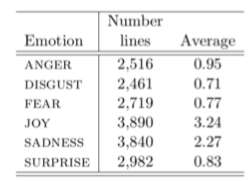 Number
Emotion lines Average
ANGER 2,516 0.95
DISGUST 2,461 0.71
FEAR 2,719 0.77
JOY 3,890 3.24
SADNESS 3,840 2.27
SURPRISE 2,982 0.83